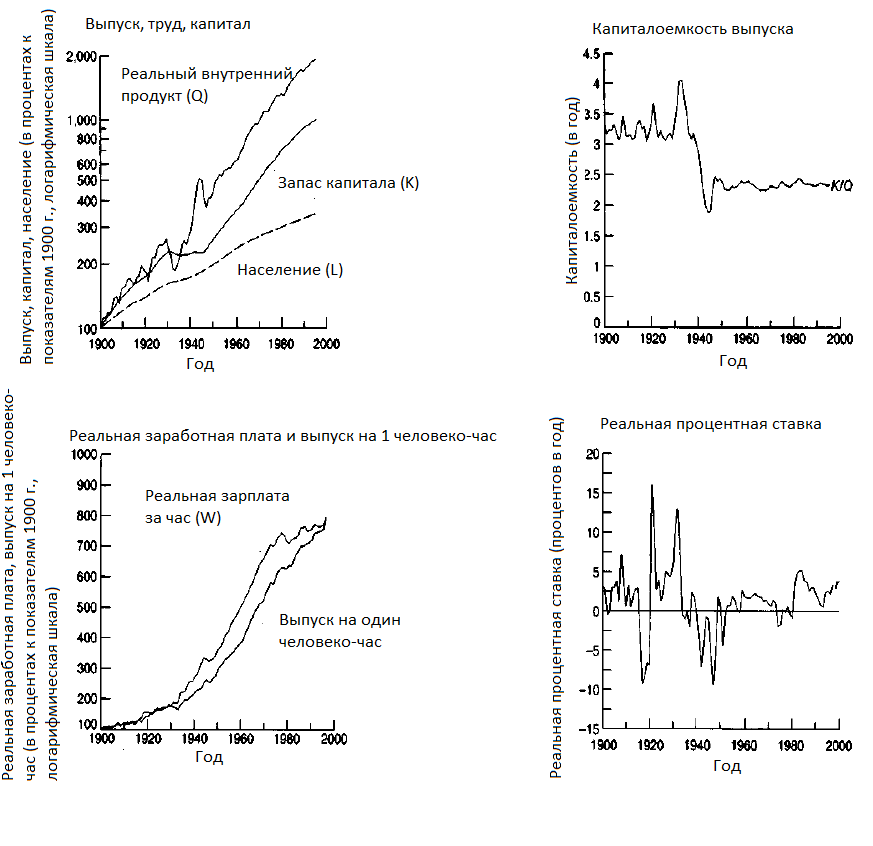 Выпуск, труд, капитал
Выпуск, капитал, население (в процентах к
показателям 1900 г., логарифмическая шкала)
2,000
1,000
800
600
500
400
300
200
100
Реальный внутренний
продукт (Q)
Запас капитала (K)
Население (L)
1900 1920 1940 1960 1980 2000
Год
Капиталоемкость выпуска
Капиталоемкость (в год)
4.5
4
3.5
3
2.5
2
1.5
1
0.5
0
K/Q
1900 1920 1940 1960 1980 2000
Год
Реальная заработная плата и выпуск на 1 человеко-час
Реальная заработная плата, выпуск на 1 человеко-
час (в процентах к показателям 1900 г.,
логарифмическая шкала)
1000
900
800
700
600
500
400
300
200
100
Реальная зарплата
за час (W)
Выпуск на один
человеко-час
1900 1920 1940 1960 1980 2000
Год
Реальная процентная ставка
Реальная процентная ставка (процентов в год)
20
15
10
5
0
−5
−10
−15
1900 1920 1940 1960 1980 2000
Год